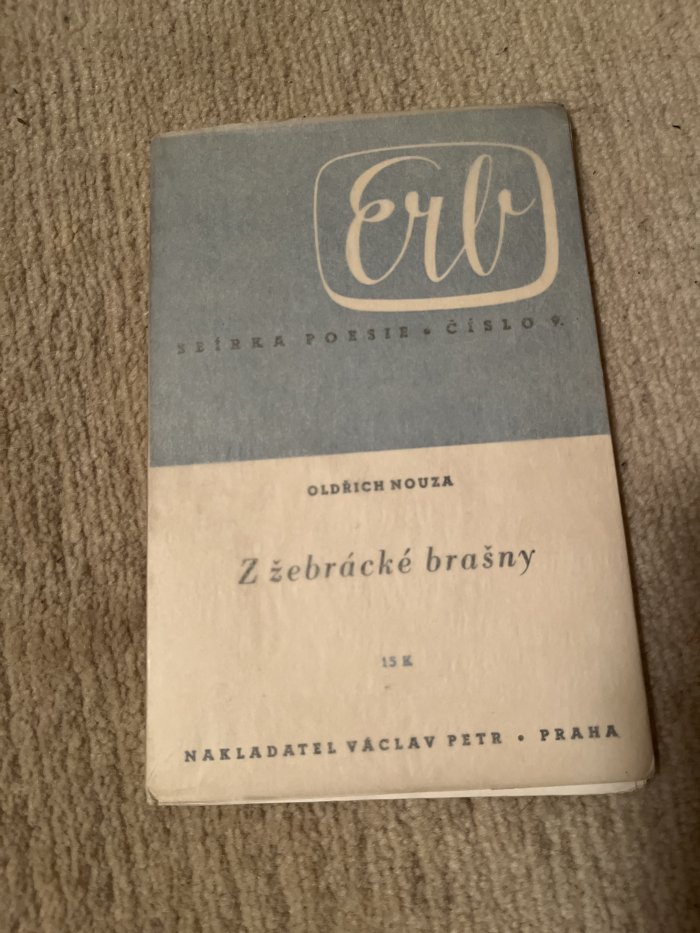 Erb
SBÍRKA POESIE • ČÍSLO 9.
OLDŘICH NOUZA
Z žebrácké brašny
15 K
NAKLADATEL VÁCLAV PETR • PRAHA